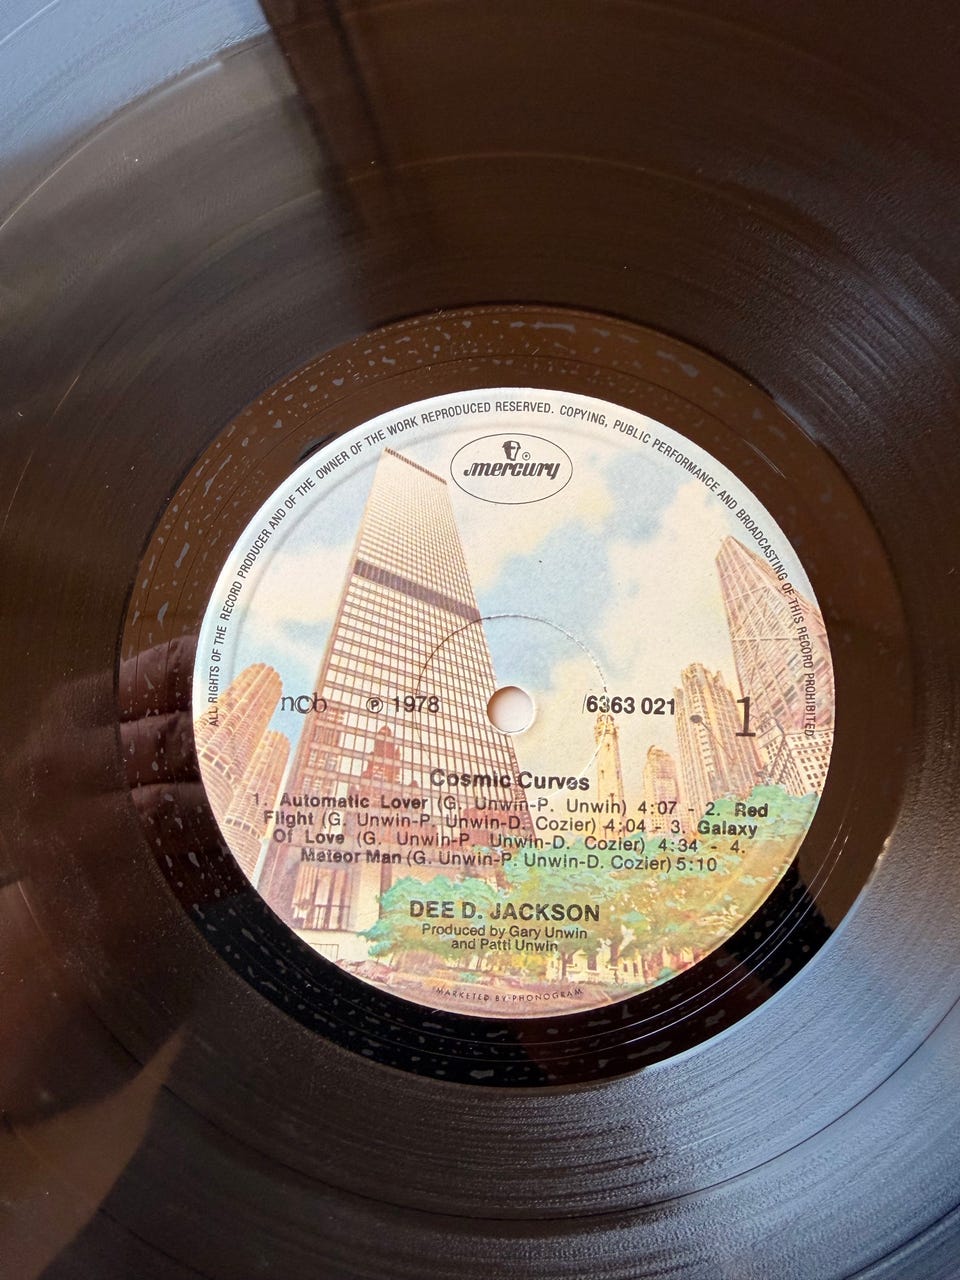 ALL RIGHTS OF THE RECORD PRODUCER AND OF THE OWNER OF THE WORK REPRODUCED RESERVED. COPYING, PUBLIC PERFORMANCE AND BROADCASTING OF THIS RECORD PROHIBITED
mercury
ncb ℗ 1978 6363 021 1
Cosmic Curves
1. Automatic Lover (G. Unwin-P. Unwin) 4:07 - 2. Red
Flight (G. Unwin-P. Unwin-D. Cozier) 4:04 - 3. Galaxy
Of Love (G. Unwin-P. Unwin-D. Cozier) 4:34 - 4.
Meteor Man (G. Unwin-P. Unwin-D. Cozier) 5:10
DEE D. JACKSON
Produced by Gary Unwin
and Patti Unwin
MARKETED BY PHONOGRAM